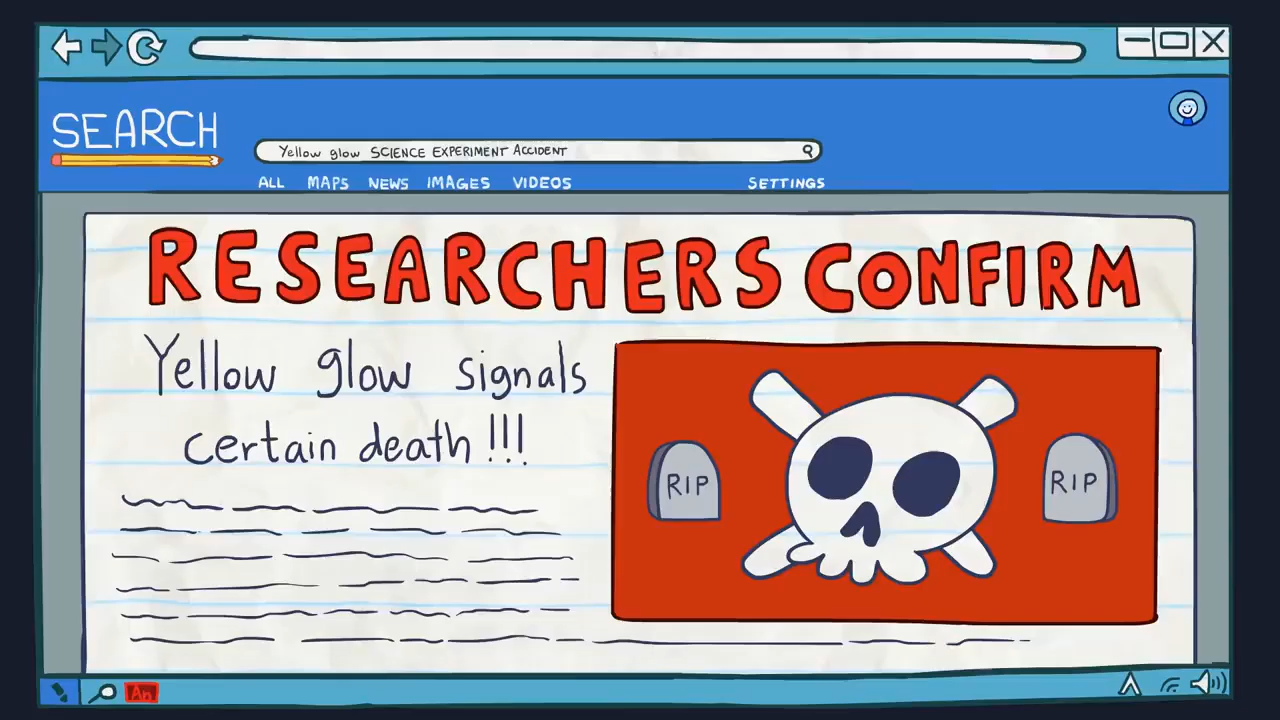 SEARCH
Yellow glow SCIENCE EXPERIMENT ACCIDENT
ALL MAPS NEWS IMAGES VIDEOS SETTINGS
RESEARCHERS CONFIRM
Yellow glow signals
certain death!!!
RIP
RIP
An